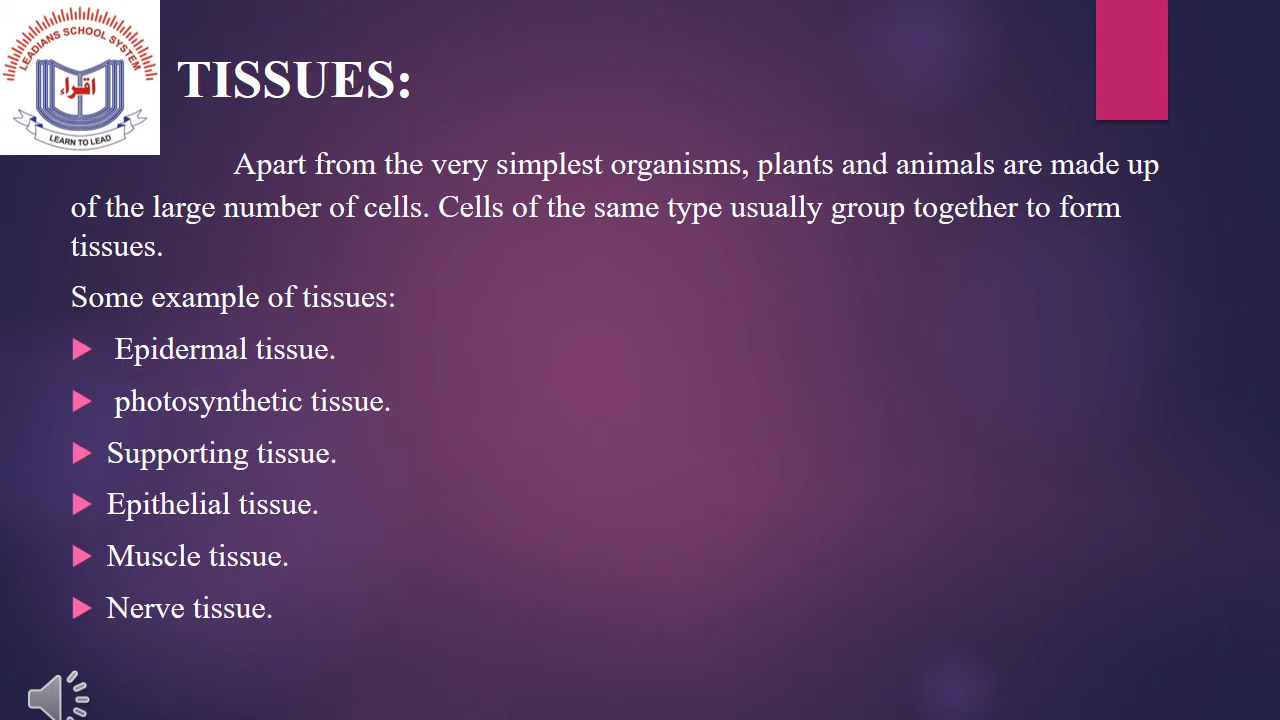 LEADIANS SCHOOL SYSTEM
اقراء
LEARN TO LEAD
TISSUES:
Apart from the very simplest organisms, plants and animals are made up
of the large number of cells. Cells of the same type usually group together to form
tissues.
Some example of tissues:
Epidermal tissue.
photosynthetic tissue.
Supporting tissue.
Epithelial tissue.
Muscle tissue.
Nerve tissue.